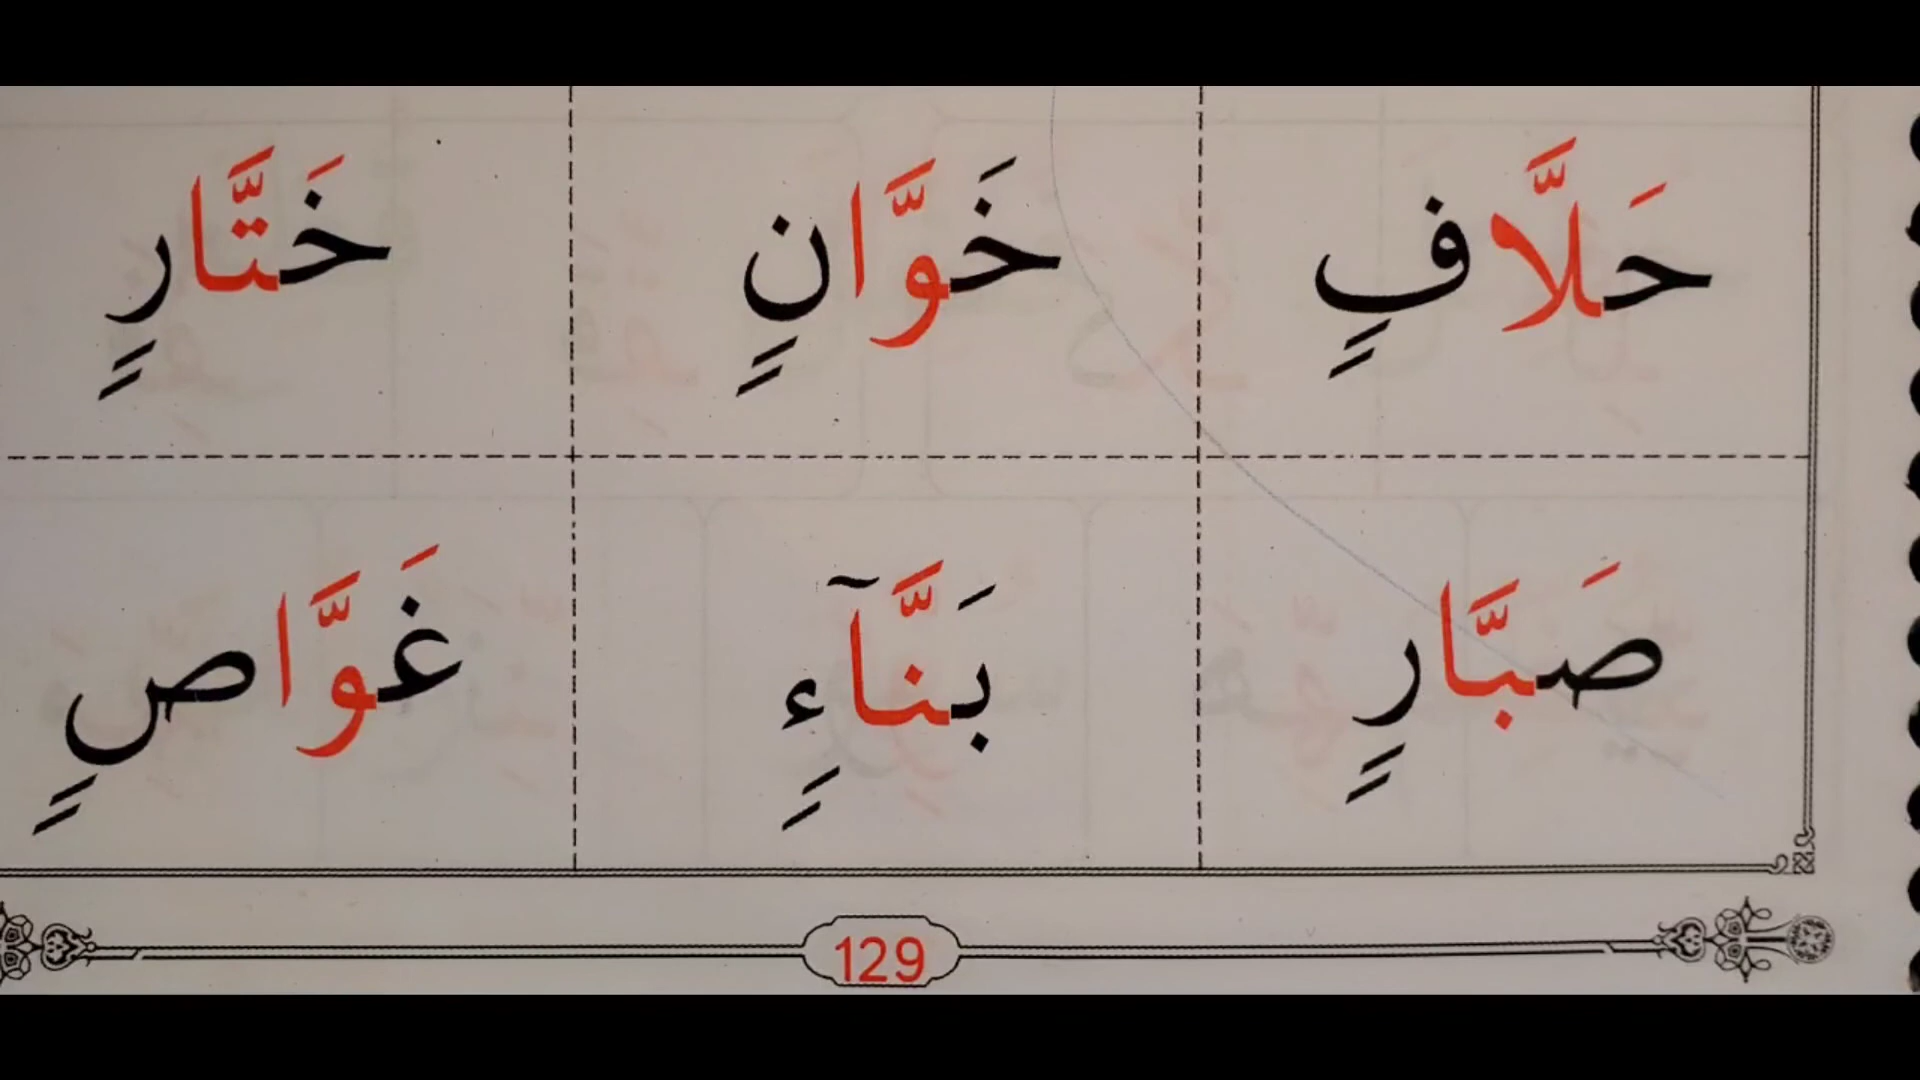 حَلَّافٍ خَوَّانٍ خَتَّارٍ
صَبَّارٍ بَنَّآءٍ غَوَّاصٍ
129